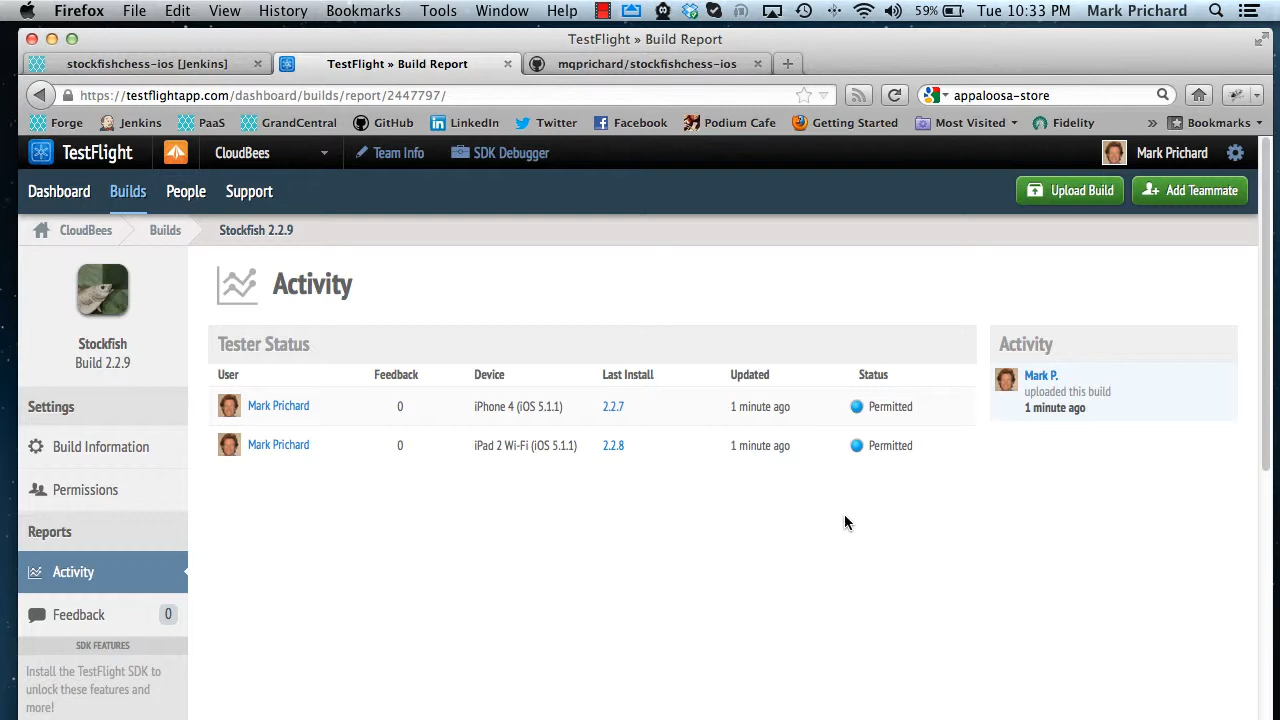 Firefox File Edit View History Bookmarks Tools Window Help 59% Tue 10:33 PM Mark Prichard
TestFlight » Build Report
stockfishchess-ios [Jenkins] TestFlight » Build Report mqprichard/stockfishchess-ios
https://testflightapp.com/dashboard/builds/report/2447797/ appaloosa-store
Forge Jenkins PaaS GrandCentral GitHub LinkedIn Twitter Facebook Podium Cafe Getting Started Most Visited Fidelity » Bookmarks
TestFlight CloudBees Team Info SDK Debugger Mark Prichard
Dashboard Builds People Support Upload Build Add Teammate
CloudBees Builds Stockfish 2.2.9
Activity
Stockfish
Build 2.2.9
Settings
Build Information
Permissions
Reports
Activity
Feedback 0
SDK FEATURES
Install the TestFlight SDK to
unlock these features and
more!
Tester Status
User Feedback Device Last Install Updated Status
Mark Prichard 0 iPhone 4 (iOS 5.1.1) 2.2.7 1 minute ago Permitted
Mark Prichard 0 iPad 2 Wi-Fi (iOS 5.1.1) 2.2.8 1 minute ago Permitted
Activity
Mark P.
uploaded this build
1 minute ago